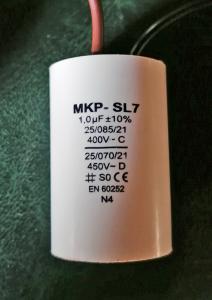 MKP- SL7
1,0µF ±10%
25/085/21
400V - C
25/070/21
450V~ D
# S0 CE
EN 60252
N4